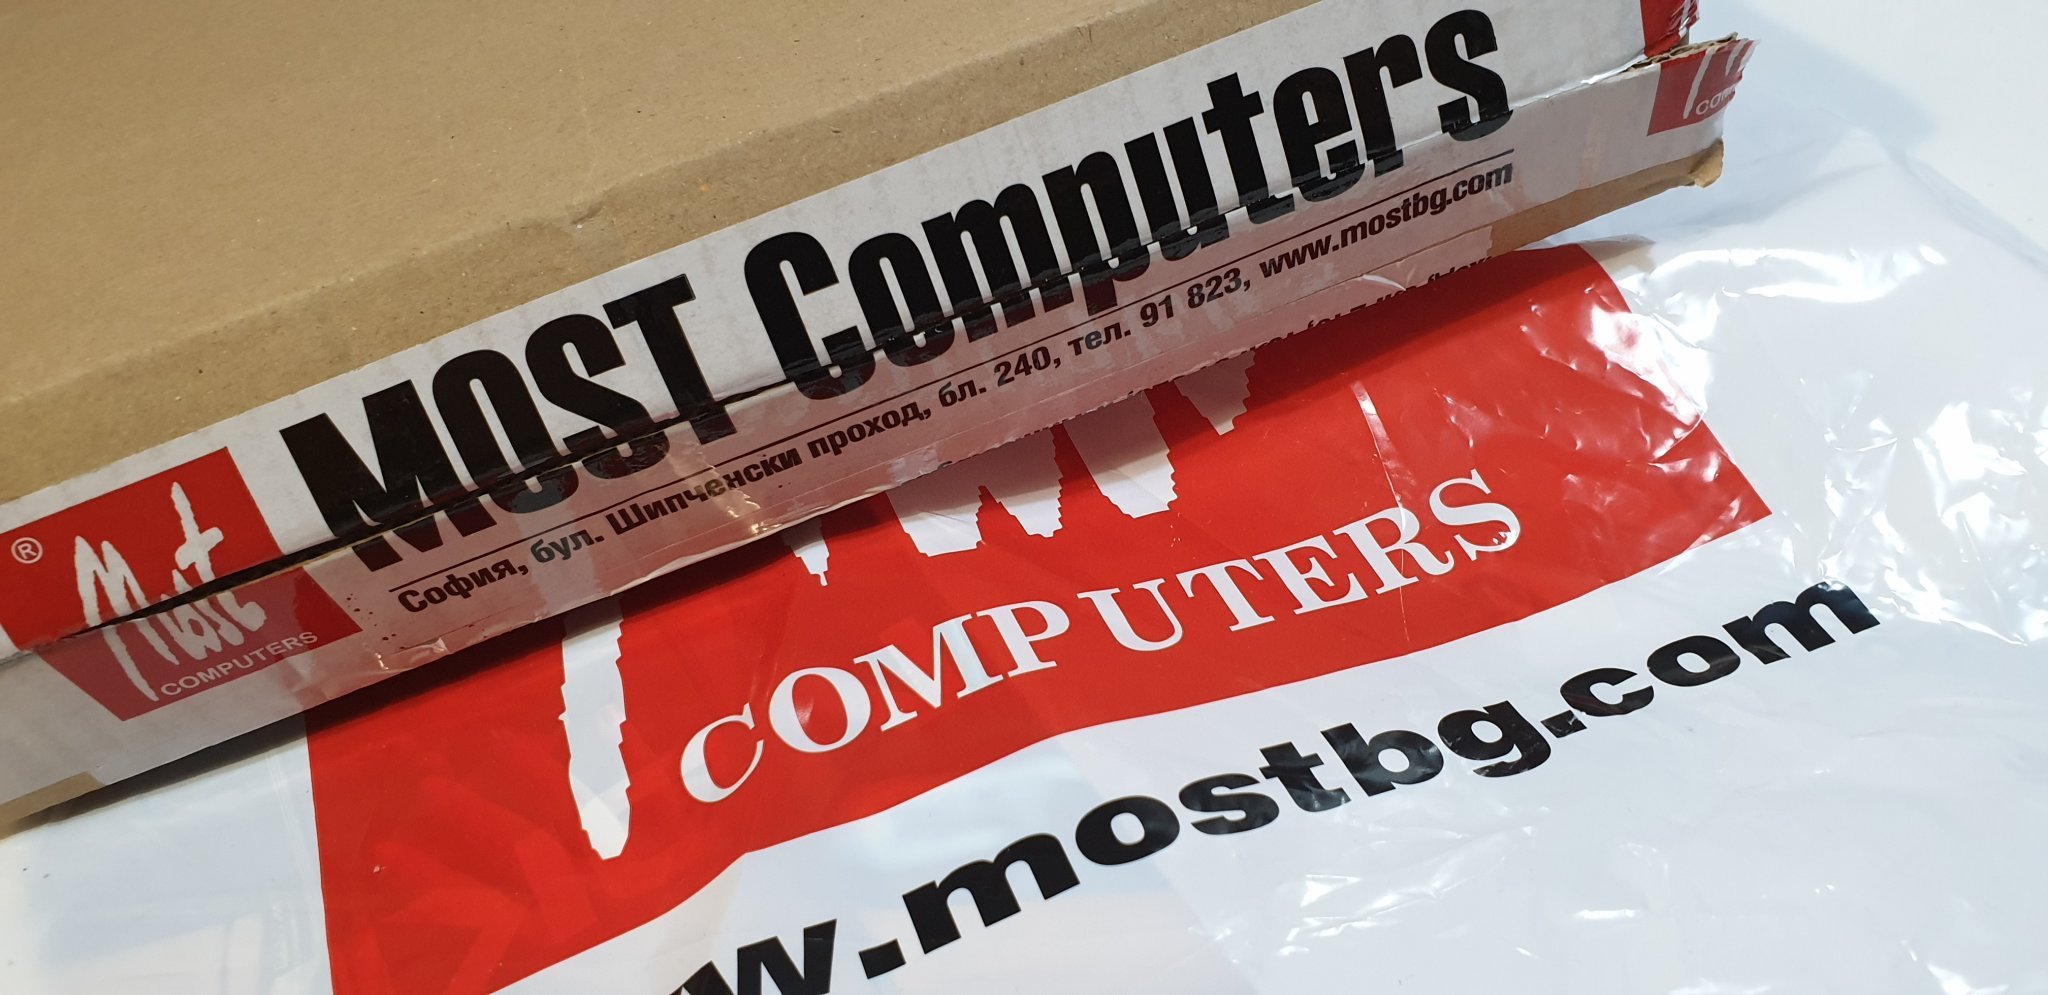 MOST Computers
София, бул. Шипченски проход, бл. 240, тел. 91 823, www.mostbg.com
®
Most
COMPUTERS
COMPUTERS
www.mostbg.com